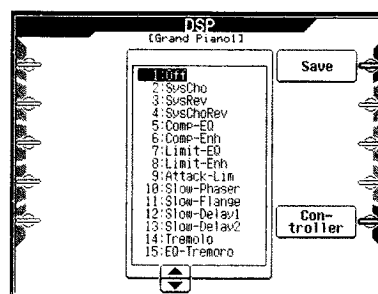 DSP
[Grand Piano1]
1:Off
2:SysCho
3:SysRev
4:SysChoRev
5:Comp-EQ
6:Comp-Enh
7:Limit-EQ
8:Limit-Enh
9:Attack-Lim
10:Slow-Phaser
11:Slow-Flange
12:Slow-Delay1
13:Slow-Delay2
14:Tremolo
15:EQ-Tremoro
Save
Con-
troller